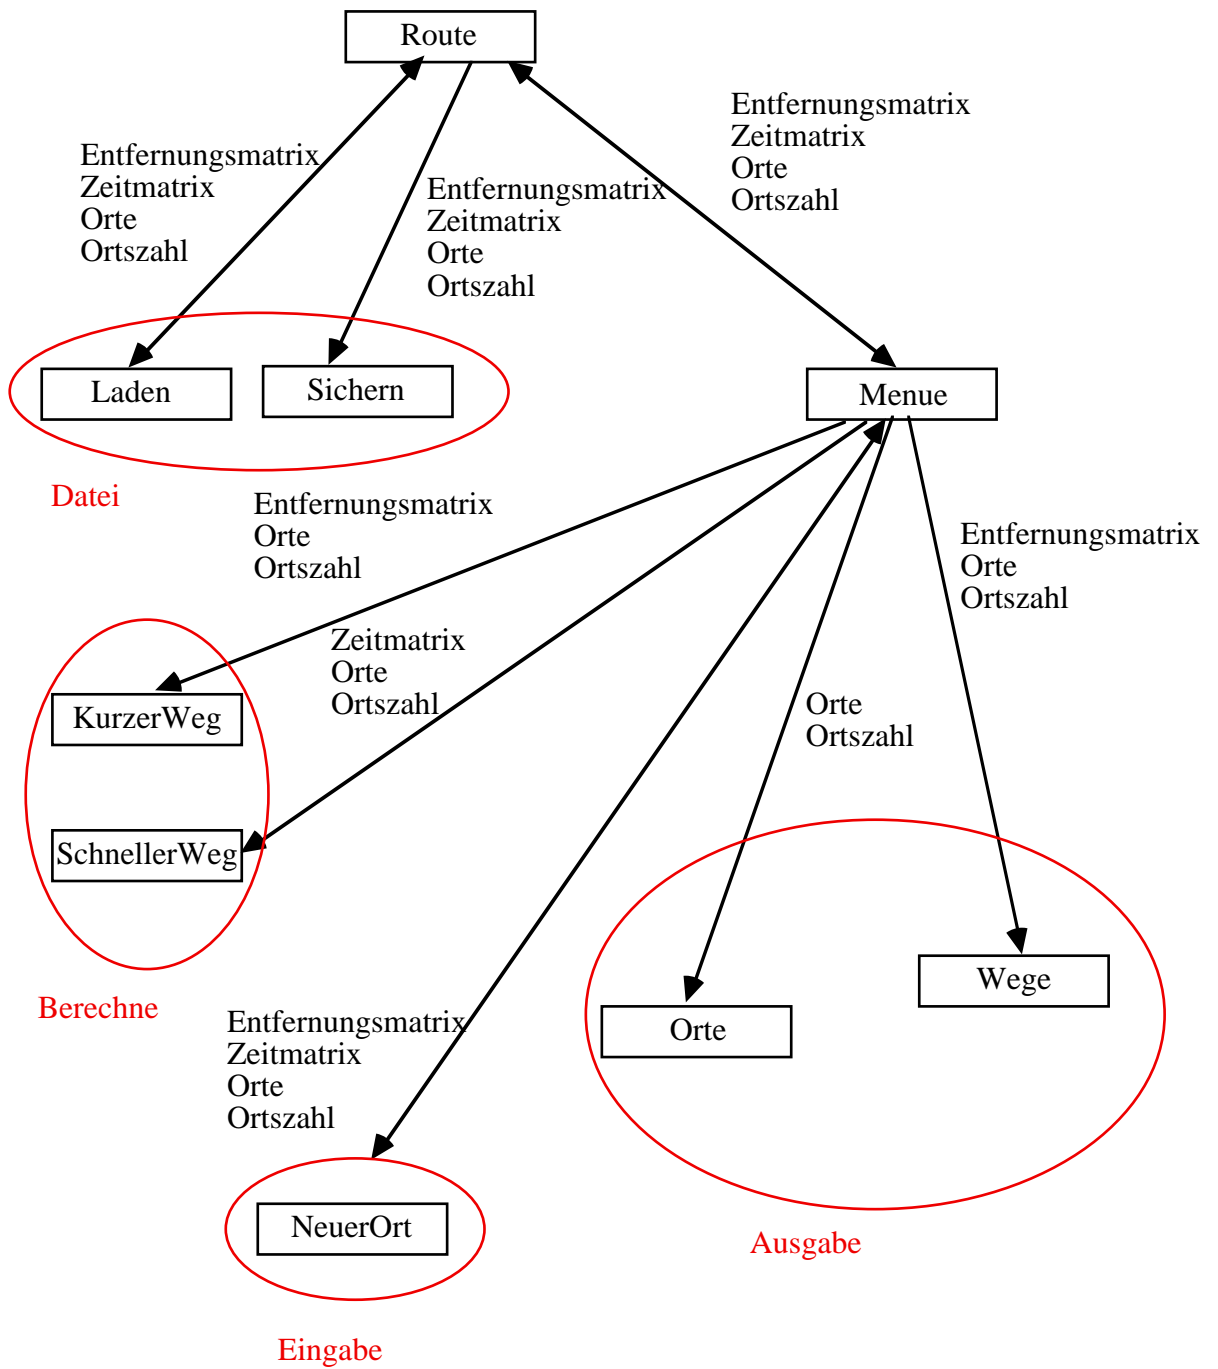 Route
Entfernungsmatrix
Zeitmatrix
Orte
Ortszahl
Entfernungsmatrix
Zeitmatrix
Orte
Ortszahl
Entfernungsmatrix
Zeitmatrix
Orte
Ortszahl
Laden
Sichern
Menue
Datei
Entfernungsmatrix
Orte
Ortszahl
Entfernungsmatrix
Orte
Ortszahl
Zeitmatrix
Orte
Ortszahl
Orte
Ortszahl
KurzerWeg
SchnellerWeg
Berechne
Wege
Orte
Entfernungsmatrix
Zeitmatrix
Orte
Ortszahl
NeuerOrt
Ausgabe
Eingabe